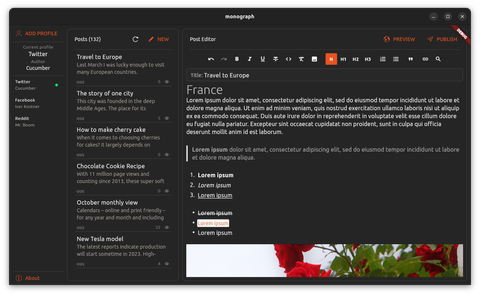 monograph
DEBUG
ADD PROFILE
Current profile
Twitter
Author
Cucumber
Twitter
Cucumber
Facebook
Reddit
Mr. Boom
About
Posts (132)
NEW
Travel to Europe
Last March I was lucky enough to visit
many European countries.
The story of one city
This city was founded in the deep
Middle Ages. The place for its
How to make cherry cake
When it comes to choosing cherries
for cakes? It largely depends on
Chocolate Cookie Recipe
With 11 million page views and
counting since 2013, these super soft
October monthly view
Calendars – online and print friendly –
for any year and month and including
New Tesla model
The latest reports indicate production
will start sometime in 2023. High-
Post Editor
PREVIEW
PUBLISH
N H1 H2 H3
Title: Travel to Europe
France
Lorem ipsum dolor sit amet, consectetur adipiscing elit, sed do eiusmod tempor incididunt ut labore et
dolore magna aliqua. Ut enim ad minim veniam, quis nostrud exercitation ullamco laboris nisi ut aliquip
ex ea commodo consequat. Duis aute irure dolor in reprehenderit in voluptate velit esse cillum dolore
eu fugiat nulla pariatur. Excepteur sint occaecat cupidatat non proident, sunt in culpa qui officia
deserunt mollit anim id est laborum.
Lorem ipsum dolor sit amet, consectetur adipiscing elit, sed do eiusmod tempor incididunt ut labore
et dolore magna aliqua.
1. Lorem ipsum
2. Lorem ipsum
3. Lorem ipsum
• Lorem ipsum
• Lorem ipsum
• Lorem ipsum